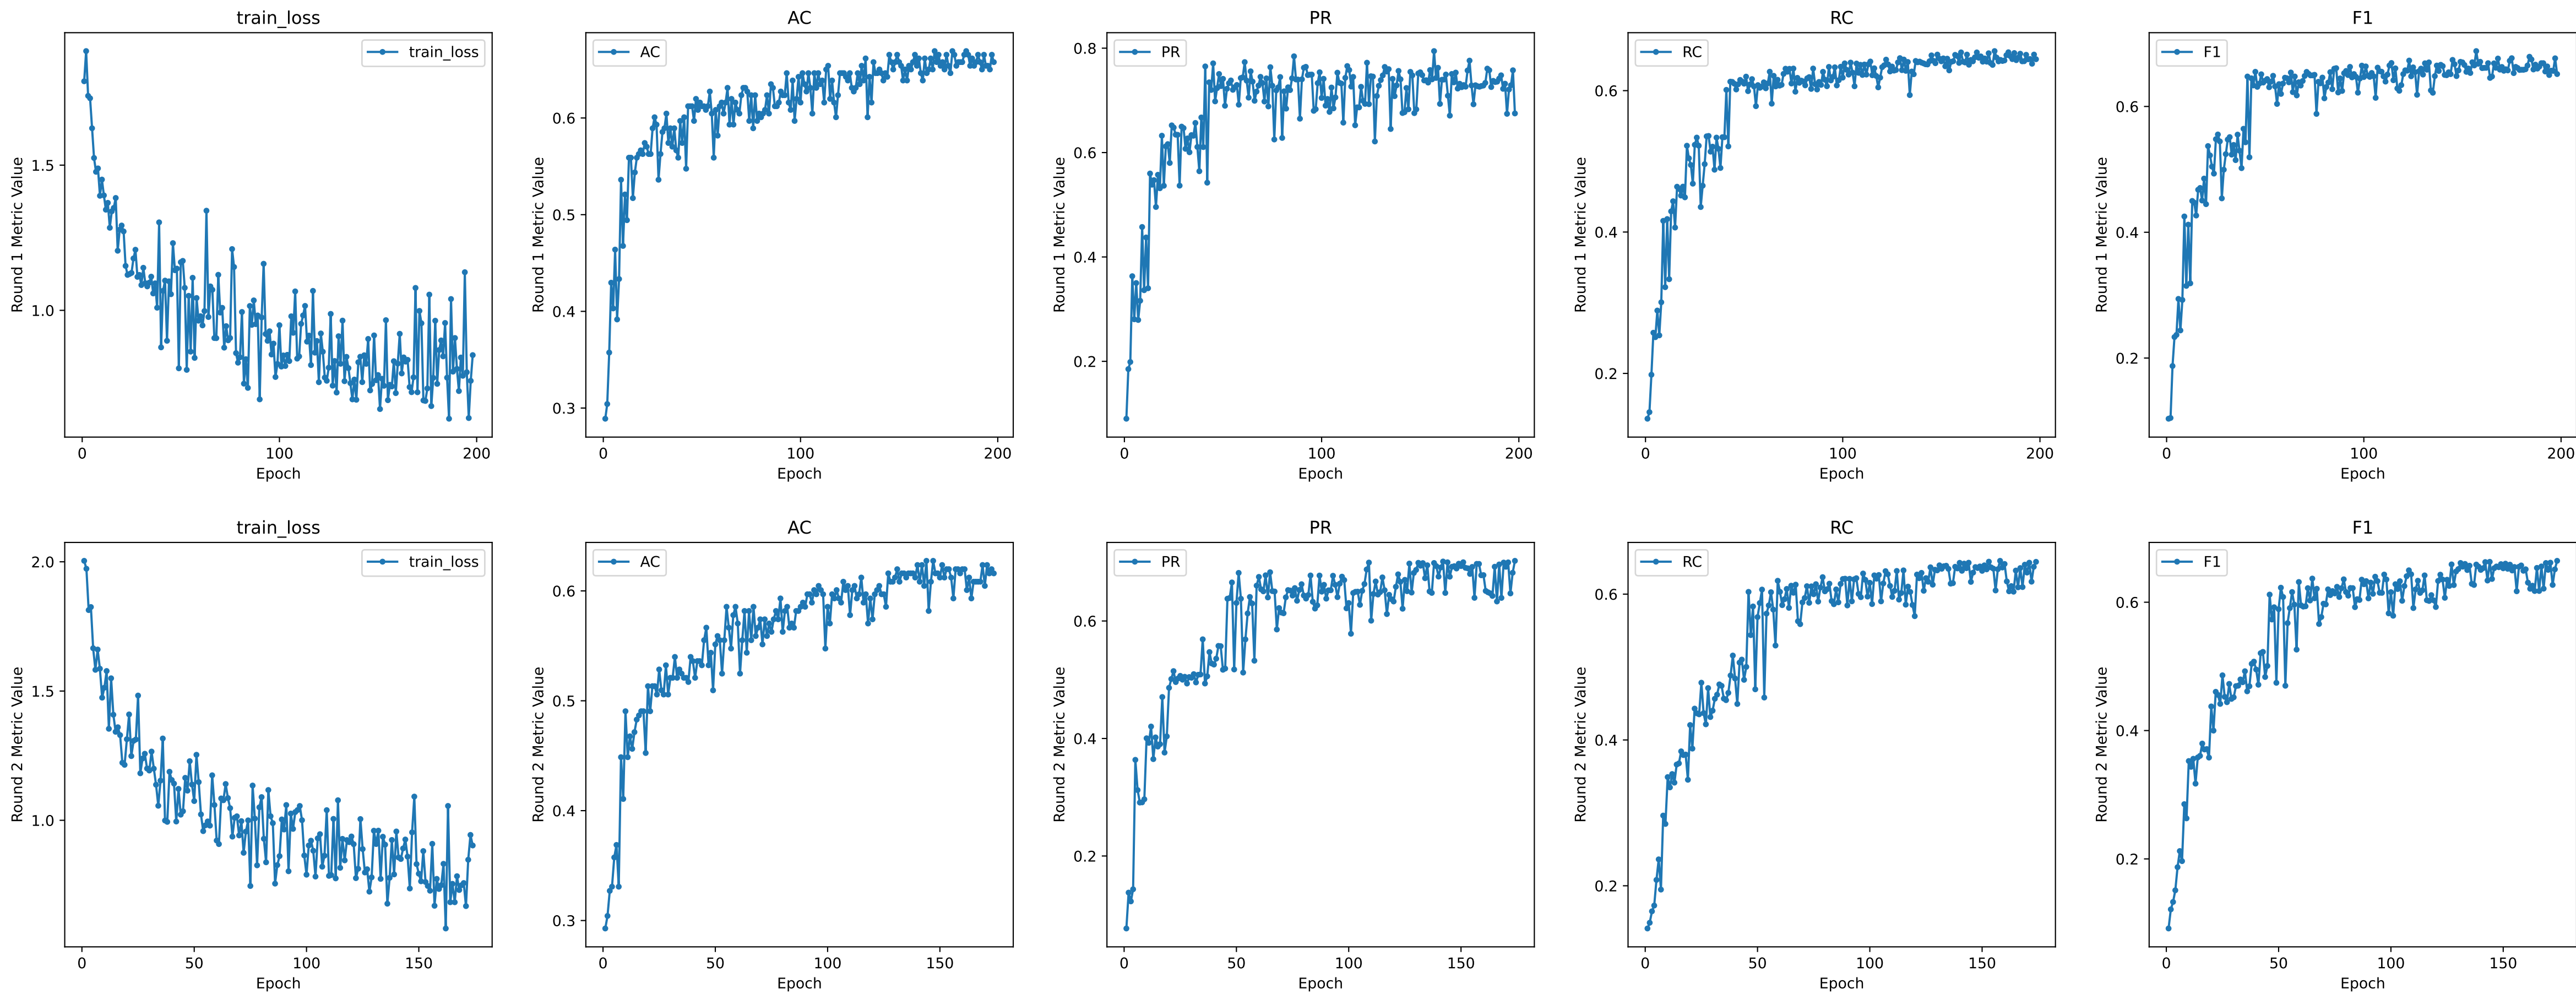 train_loss
train_loss
1.5
1.0
Round 1 Metric Value
0
100
200
Epoch
AC
AC
0.6
0.5
0.4
0.3
Round 1 Metric Value
0
100
200
Epoch
PR
PR
0.8
0.6
0.4
0.2
Round 1 Metric Value
0
100
200
Epoch
RC
RC
0.6
0.4
0.2
Round 1 Metric Value
0
100
200
Epoch
F1
F1
0.6
0.4
0.2
Round 1 Metric Value
0
100
200
Epoch
train_loss
train_loss
2.0
1.5
1.0
Round 2 Metric Value
0
50
100
150
Epoch
AC
AC
0.6
0.5
0.4
0.3
Round 2 Metric Value
0
50
100
150
Epoch
PR
PR
0.6
0.4
0.2
Round 2 Metric Value
0
50
100
150
Epoch
RC
RC
0.6
0.4
0.2
Round 2 Metric Value
0
50
100
150
Epoch
F1
F1
0.6
0.4
0.2
Round 2 Metric Value
0
50
100
150
Epoch